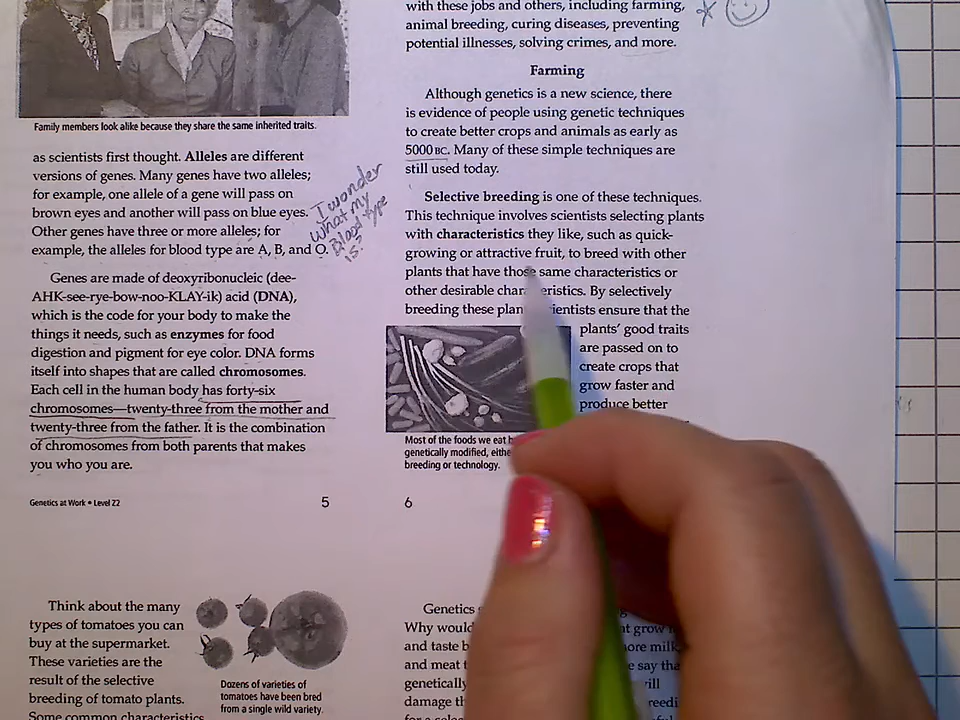 Family members look alike because they share the same inherited traits.
as scientists first thought. Alleles are different
versions of genes. Many genes have two alleles;
for example, one allele of a gene will pass on
brown eyes and another will pass on blue eyes.
Other genes have three or more alleles; for
example, the alleles for blood type are A, B, and O.
I wonder
what my
Blood type
is?
Genes are made of deoxyribonucleic (dee-
AHK-see-rye-bow-noo-KLAY-ik) acid (DNA),
which is the code for your body to make the
things it needs, such as enzymes for food
digestion and pigment for eye color. DNA forms
itself into shapes that are called chromosomes.
Each cell in the human body has forty-six
chromosomes—twenty-three from the mother and
twenty-three from the father. It is the combination
of chromosomes from both parents that makes
you who you are.
Genetics at Work • Level Z2
5
with these jobs and others, including farming,
animal breeding, curing diseases, preventing
potential illnesses, solving crimes, and more.
Farming
Although genetics is a new science, there
is evidence of people using genetic techniques
to create better crops and animals as early as
5000 BC. Many of these simple techniques are
still used today.
Selective breeding is one of these techniques.
This technique involves scientists selecting plants
with characteristics they like, such as quick-
growing or attractive fruit, to breed with other
plants that have those same characteristics or
other desirable characteristics. By selectively
breeding these scientists ensure that the
plants' good traits
are passed on to
create crops that
grow faster and
produce better
Most of the foods we eat
genetically modified,
breeding or technology.
6
Think about the many
types of tomatoes you can
buy at the supermarket.
These varieties are the
result of the selective
breeding of tomato plants.
Some common characteristics
Dozens of varieties of
tomatoes have been bred
from a single wild variety.
Genetics
Why would grow
and taste more milk,
and meat say that
genetically will
damage
for a